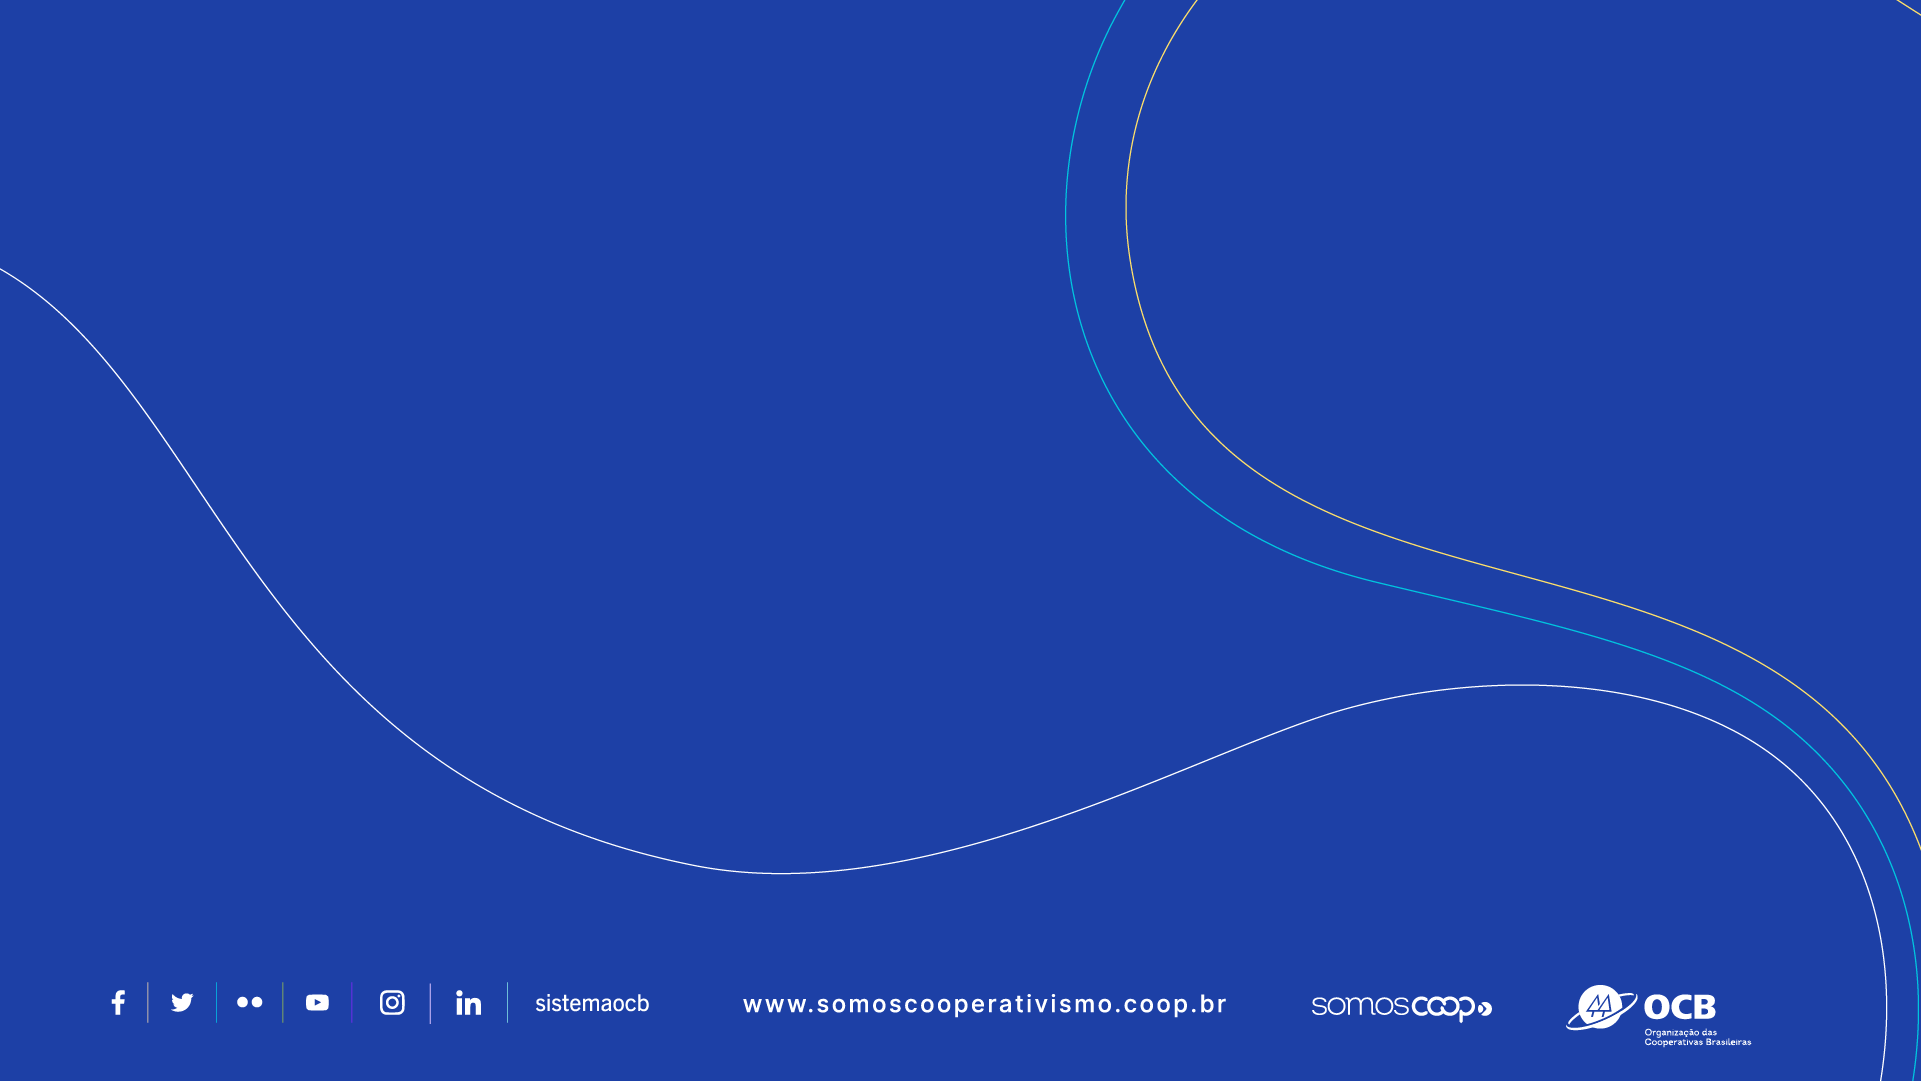 sistemaocb
www.somoscooperativismo.coop.br
somoscoop
OCB
Organização das
Cooperativas Brasileiras